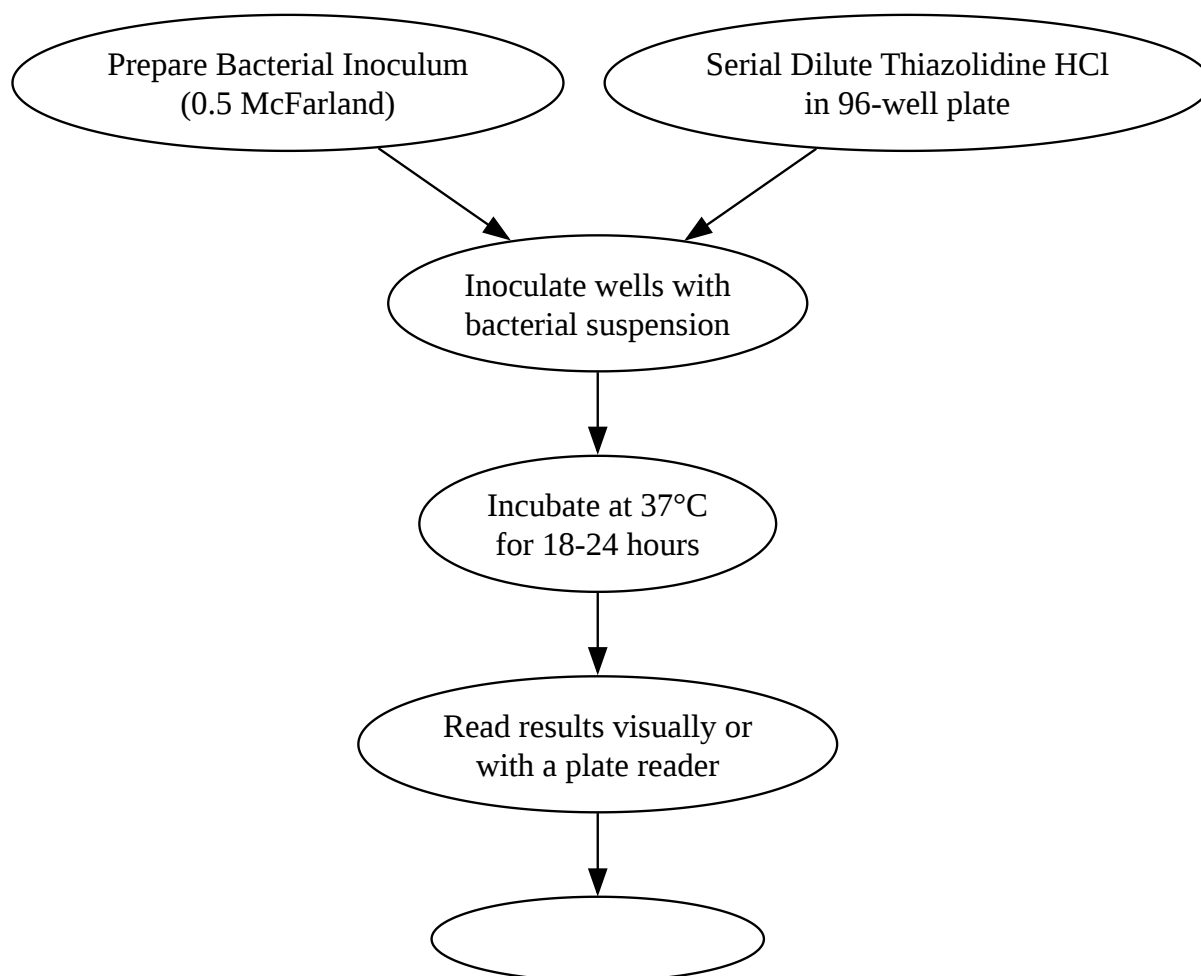 Prepare Bacterial Inoculum
(0.5 McFarland)
Serial Dilute Thiazolidine HCl
in 96-well plate
Inoculate wells with
bacterial suspension
Incubate at 37°C
for 18-24 hours
Read results visually or
with a plate reader